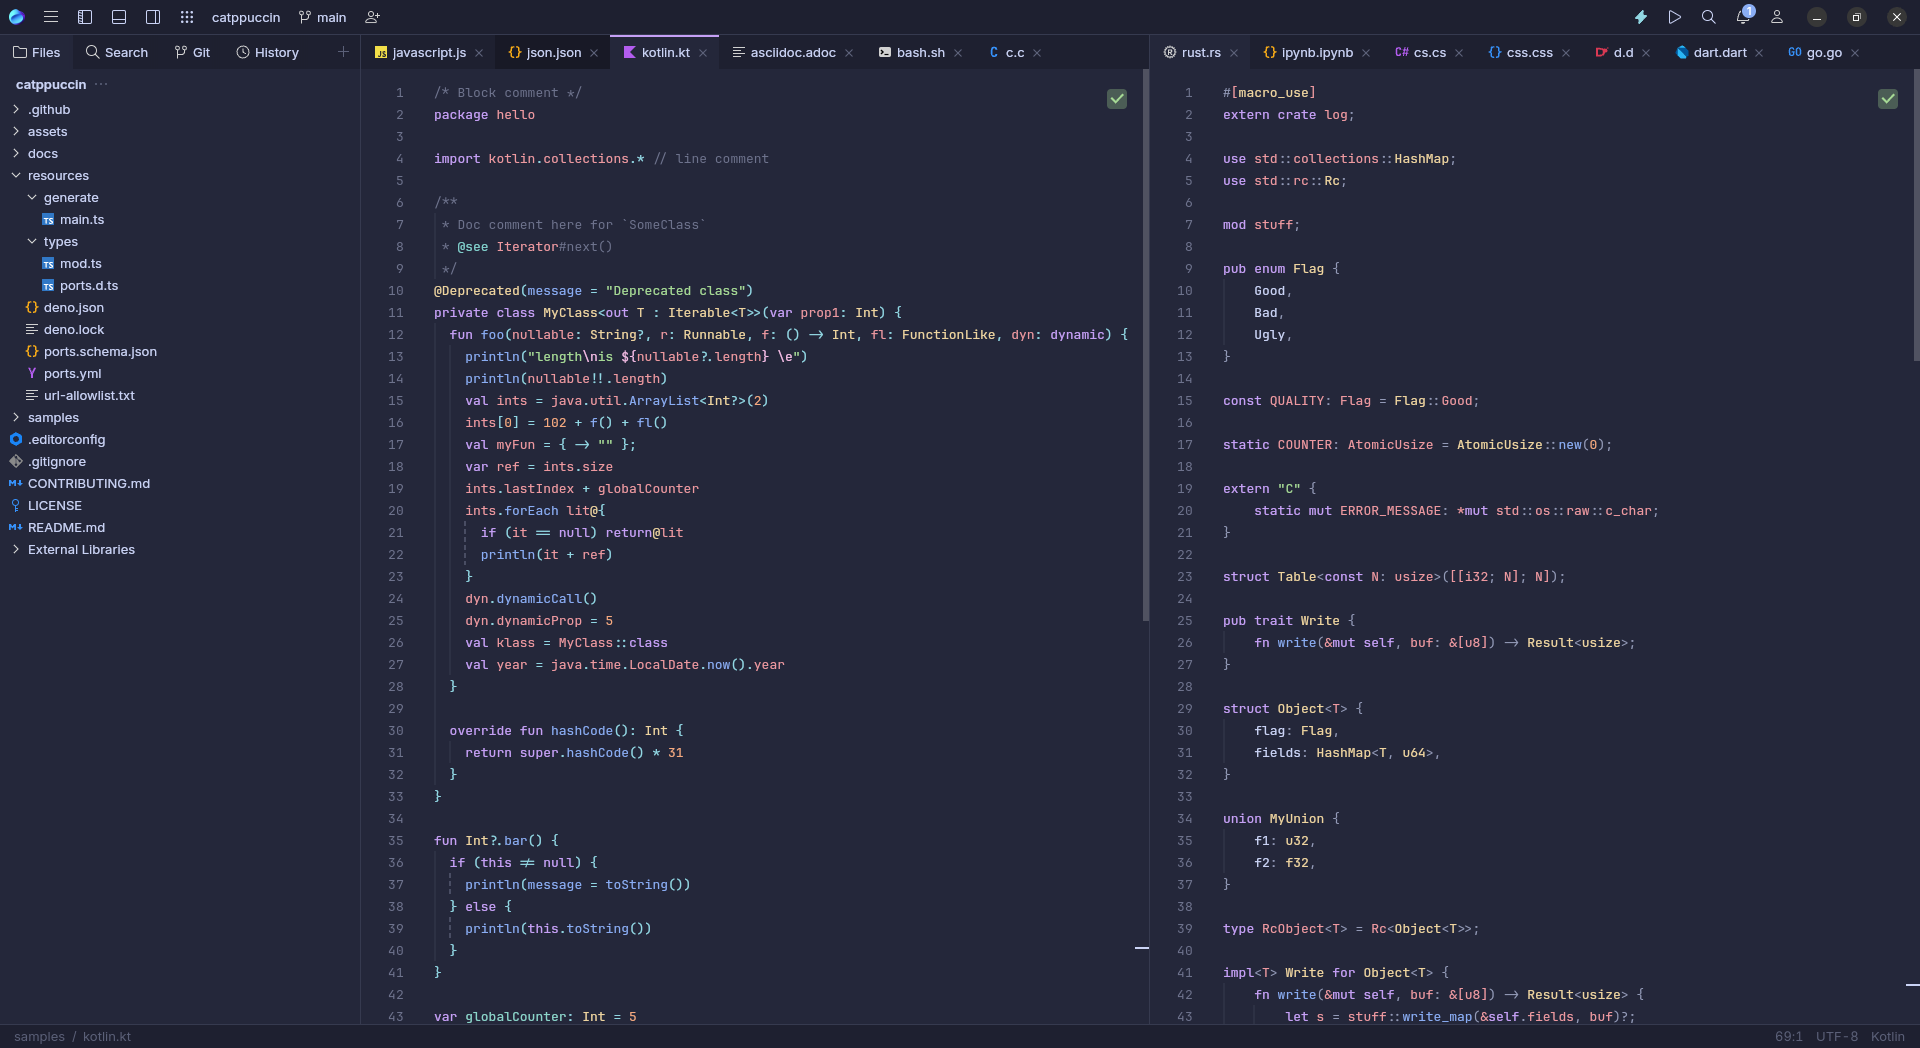 catppuccin main 1
Files Search Git History
javascript.js json.json kotlin.kt asciidoc.adoc bash.sh C c.c
rust.rs ipynb.ipynb C# cs.cs css.css d.d dart.dart GO go.go
catppuccin ···
.github
assets
docs
resources
generate
TS main.ts
types
TS mod.ts
TS ports.d.ts
{} deno.json
deno.lock
{} ports.schema.json
Y ports.yml
url-allowlist.txt
samples
.editorconfig
.gitignore
M↓ CONTRIBUTING.md
LICENSE
M↓ README.md
External Libraries
1 /* Block comment */
2 package hello
3
4 import kotlin.collections.* // line comment
5
6 /**
7 * Doc comment here for `SomeClass`
8 * @see Iterator#next()
9 */
10 @Deprecated(message = "Deprecated class")
11 private class MyClass<out T : Iterable<T>>(var prop1: Int) {
12 fun foo(nullable: String?, r: Runnable, f: () -> Int, fl: FunctionLike, dyn: dynamic) {
13 println("length\nis ${nullable?.length} \e")
14 println(nullable!!.length)
15 val ints = java.util.ArrayList<Int?>(2)
16 ints[0] = 102 + f() + fl()
17 val myFun = { -> "" };
18 var ref = ints.size
19 ints.lastIndex + globalCounter
20 ints.forEach lit@{
21 if (it == null) return@lit
22 println(it + ref)
23 }
24 dyn.dynamicCall()
25 dyn.dynamicProp = 5
26 val klass = MyClass::class
27 val year = java.time.LocalDate.now().year
28 }
29
30 override fun hashCode(): Int {
31 return super.hashCode() * 31
32 }
33 }
34
35 fun Int?.bar() {
36 if (this != null) {
37 println(message = toString())
38 } else {
39 println(this.toString())
40 }
41 }
42
43 var globalCounter: Int = 5
1 #[macro_use]
2 extern crate log;
3
4 use std::collections::HashMap;
5 use std::rc::Rc;
6
7 mod stuff;
8
9 pub enum Flag {
10 Good,
11 Bad,
12 Ugly,
13 }
14
15 const QUALITY: Flag = Flag::Good;
16
17 static COUNTER: AtomicUsize = AtomicUsize::new(0);
18
19 extern "C" {
20 static mut ERROR_MESSAGE: *mut std::os::raw::c_char;
21 }
22
23 struct Table<const N: usize>([[i32; N]; N]);
24
25 pub trait Write {
26 fn write(&mut self, buf: &[u8]) -> Result<usize>;
27 }
28
29 struct Object<T> {
30 flag: Flag,
31 fields: HashMap<T, u64>,
32 }
33
34 union MyUnion {
35 f1: u32,
36 f2: f32,
37 }
38
39 type RcObject<T> = Rc<Object<T>>;
40
41 impl<T> Write for Object<T> {
42 fn write(&mut self, buf: &[u8]) -> Result<usize> {
43 let s = stuff::write_map(&self.fields, buf)?;
samples / kotlin.kt 69:1 UTF-8 Kotlin